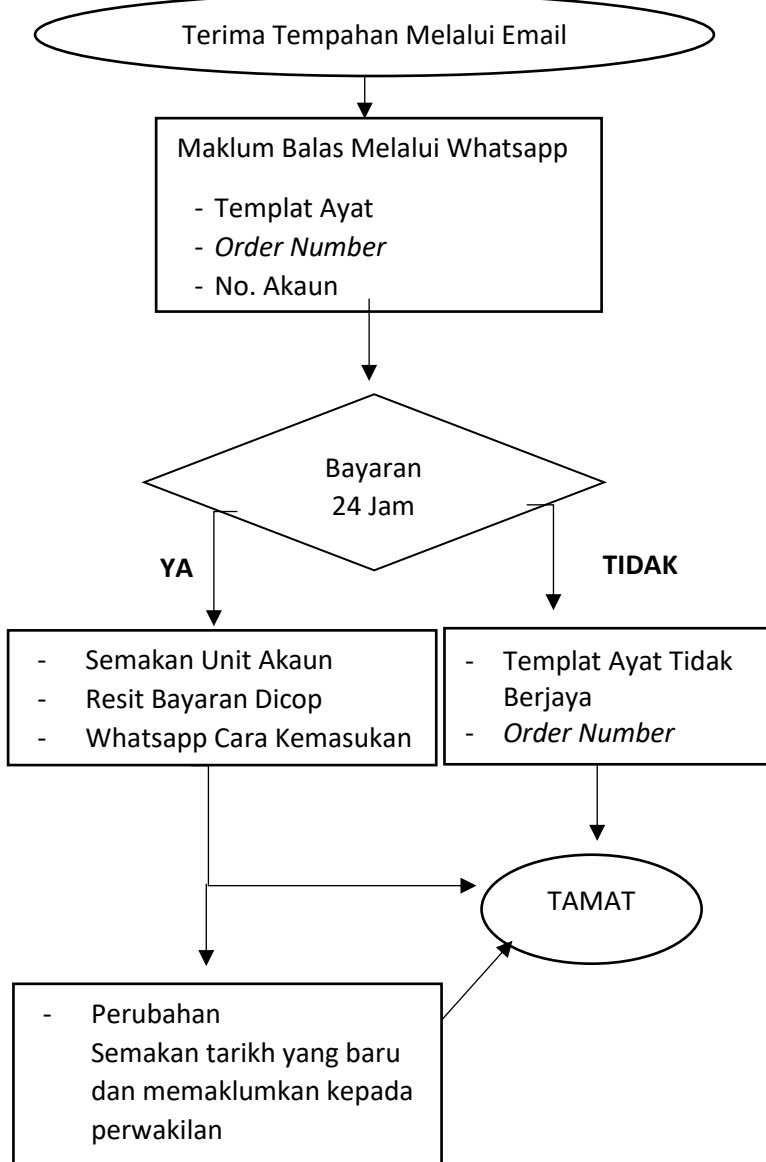 Terima Tempahan Melalui Email
Maklum Balas Melalui Whatsapp
- Templat Ayat
- Order Number
- No. Akaun
Bayaran
24 Jam
YA
TIDAK
- Semakan Unit Akaun
- Resit Bayaran Dicop
- Whatsapp Cara Kemasukan
- Templat Ayat Tidak
Berjaya
- Order Number
TAMAT
- Perubahan
Semakan tarikh yang baru
dan memaklumkan kepada
perwakilan